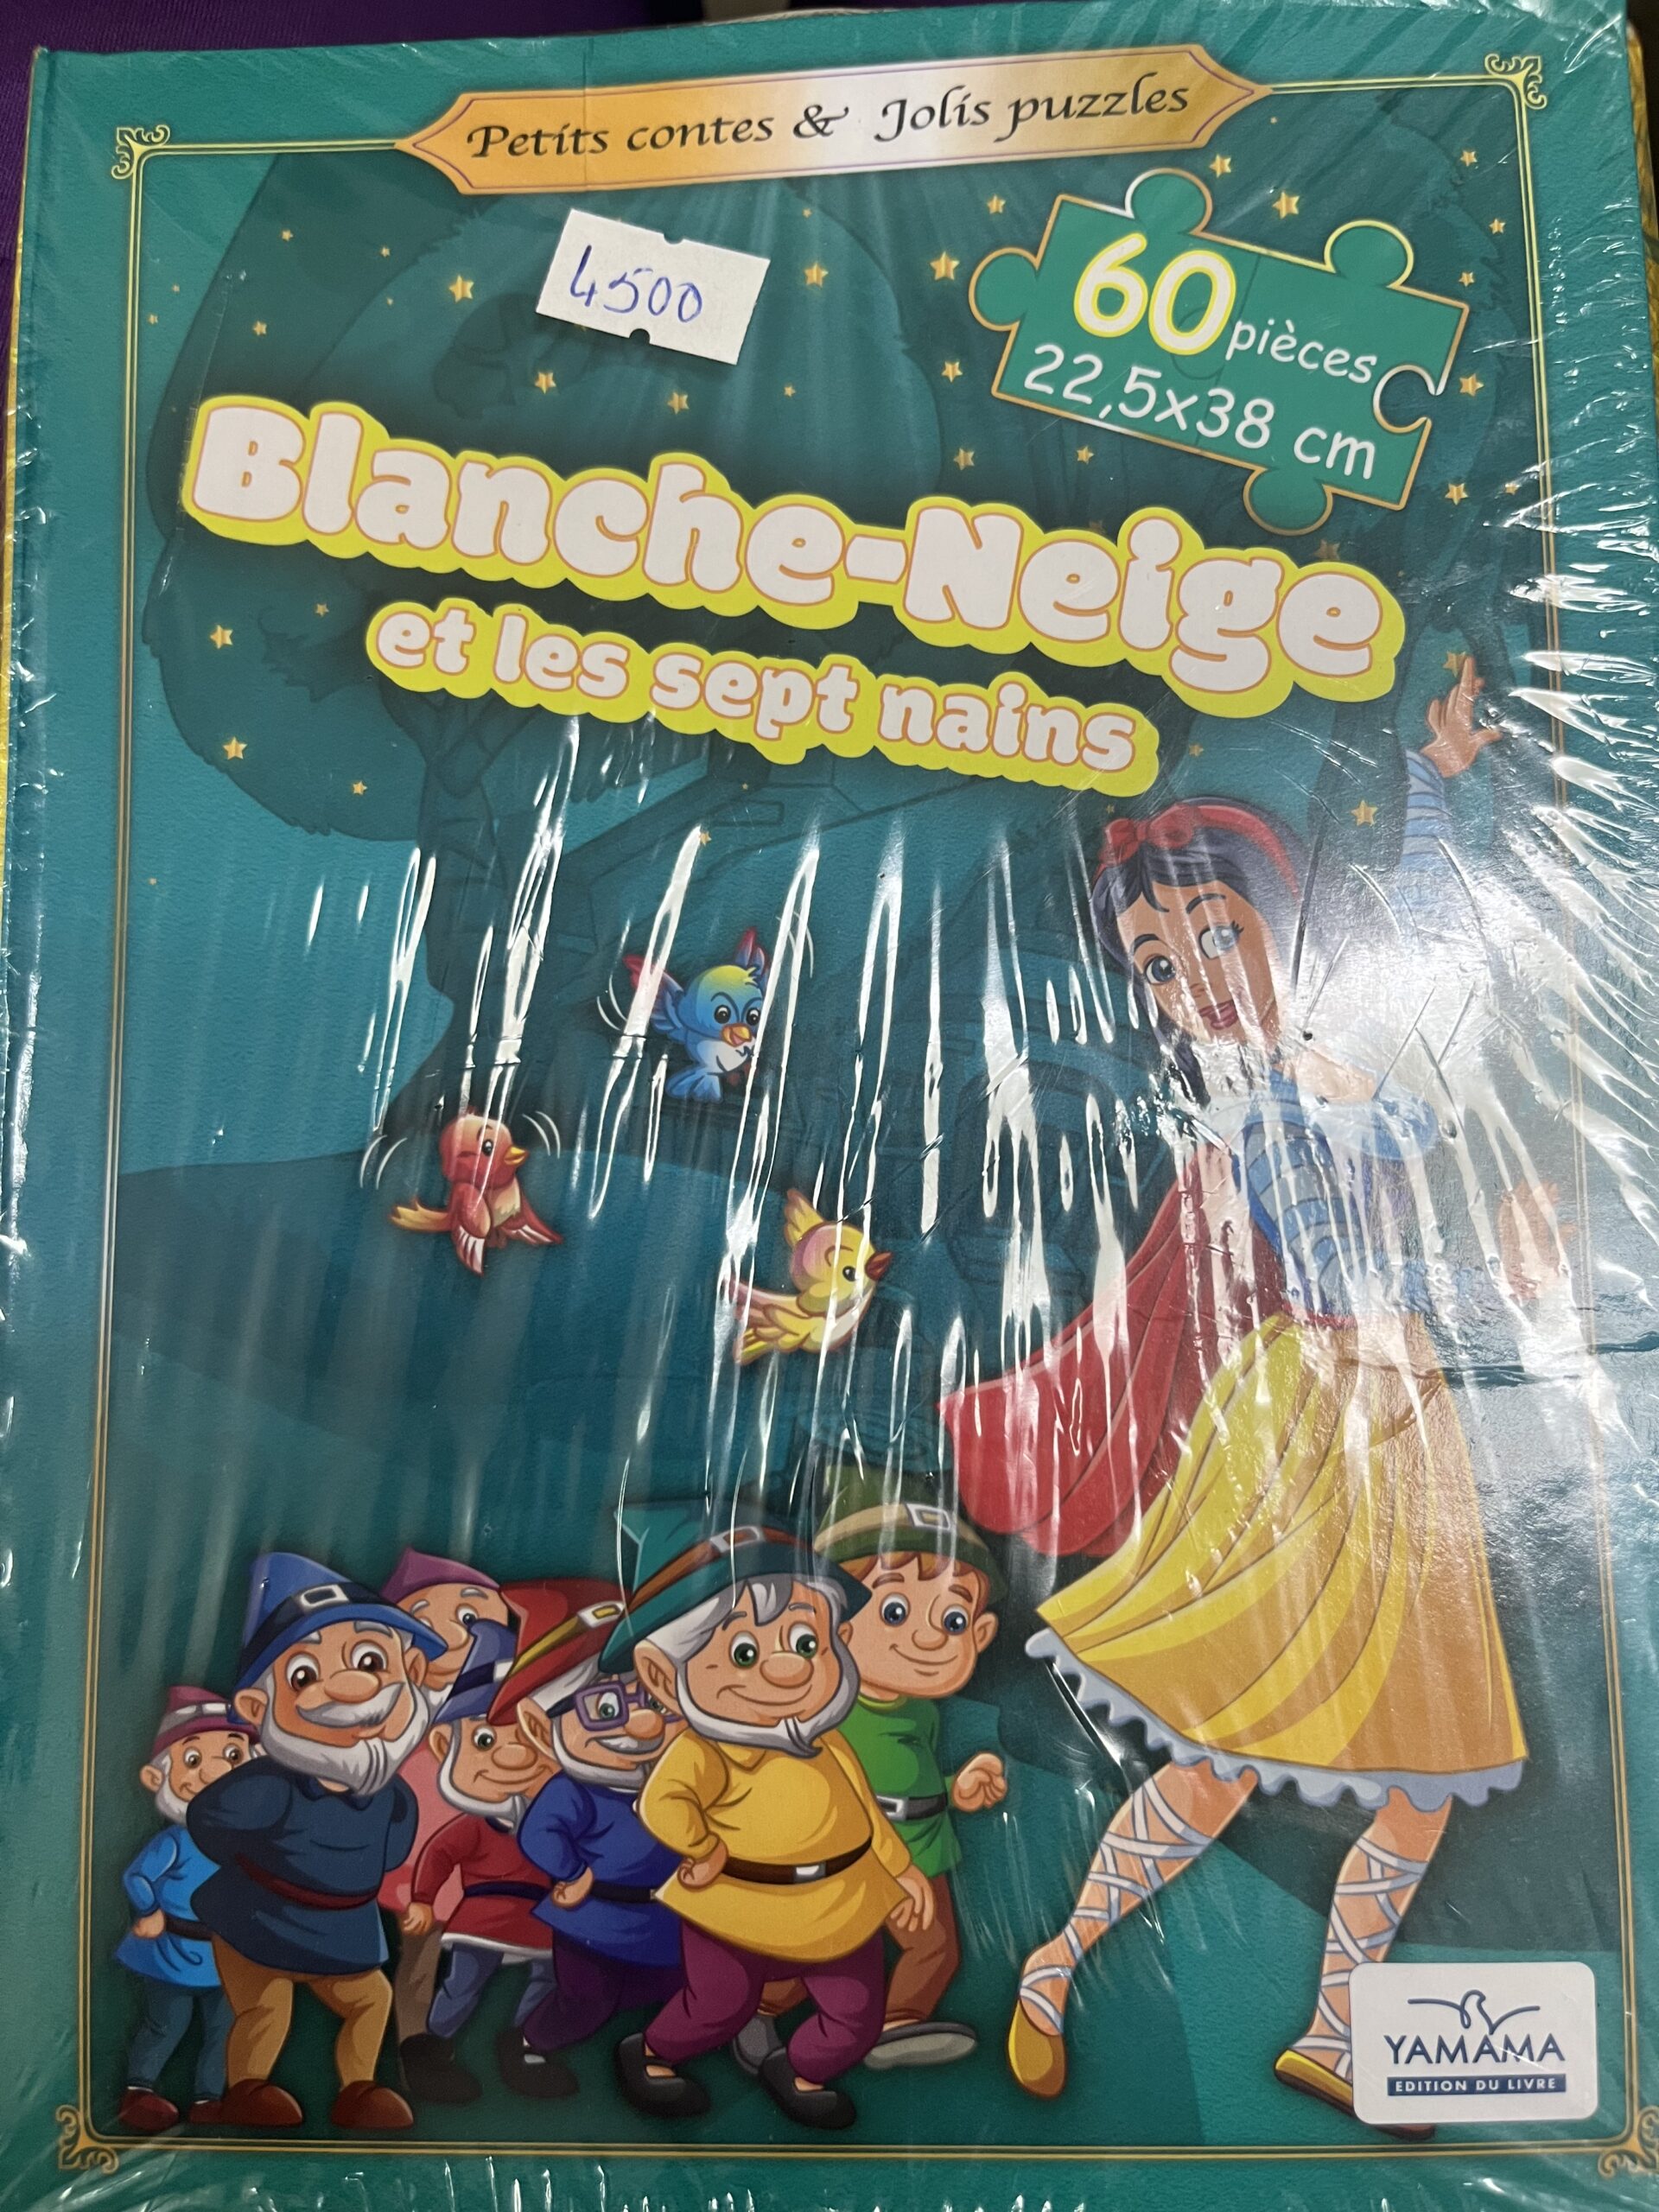 Petits contes & Jolis puzzles
4500
60 pièces
22,5x38 cm
Blanche-Neige
et les sept nains
YAMAMA
EDITION DU LIVRE